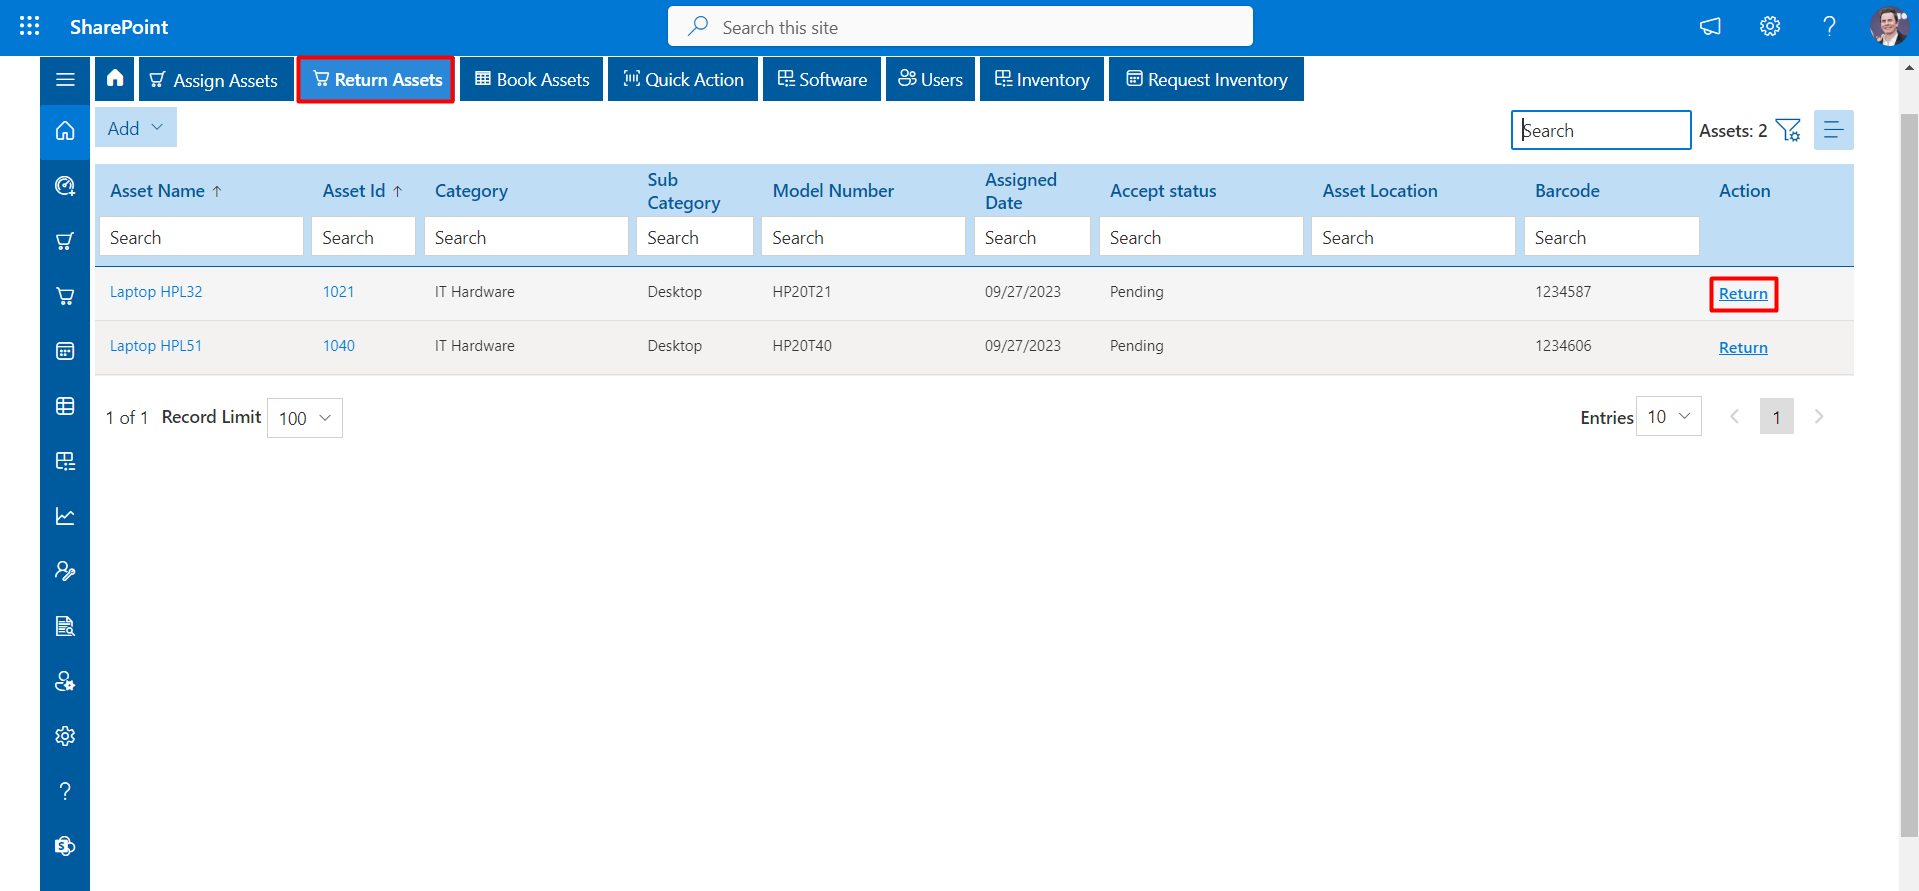 SharePoint
Search this site
?
Assign Assets
Return Assets
Book Assets
Quick Action
Software
Users
Inventory
Request Inventory
Add
Search
Assets: 2
Asset Name ↑
Asset Id ↑
Category
Sub
Category
Model Number
Assigned
Date
Accept status
Asset Location
Barcode
Action
Search Search Search Search Search Search Search Search Search
Laptop HPL32 1021 IT Hardware Desktop HP20T21 09/27/2023 Pending 1234587 Return
Laptop HPL51 1040 IT Hardware Desktop HP20T40 09/27/2023 Pending 1234606 Return
1 of 1 Record Limit 100
Entries 10 1
?
S